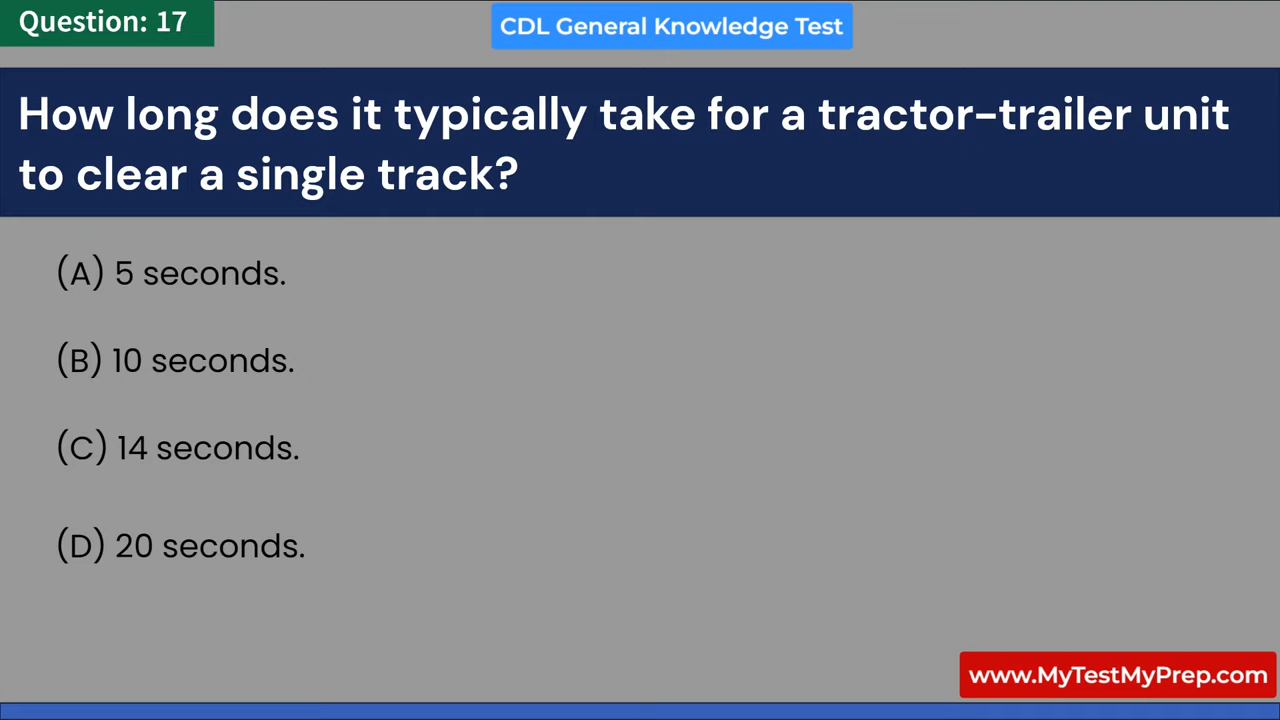 Question: 17
CDL General Knowledge Test
How long does it typically take for a tractor-trailer unit
to clear a single track?
(A) 5 seconds.
(B) 10 seconds.
(C) 14 seconds.
(D) 20 seconds.
www.MyTestMyPrep.com